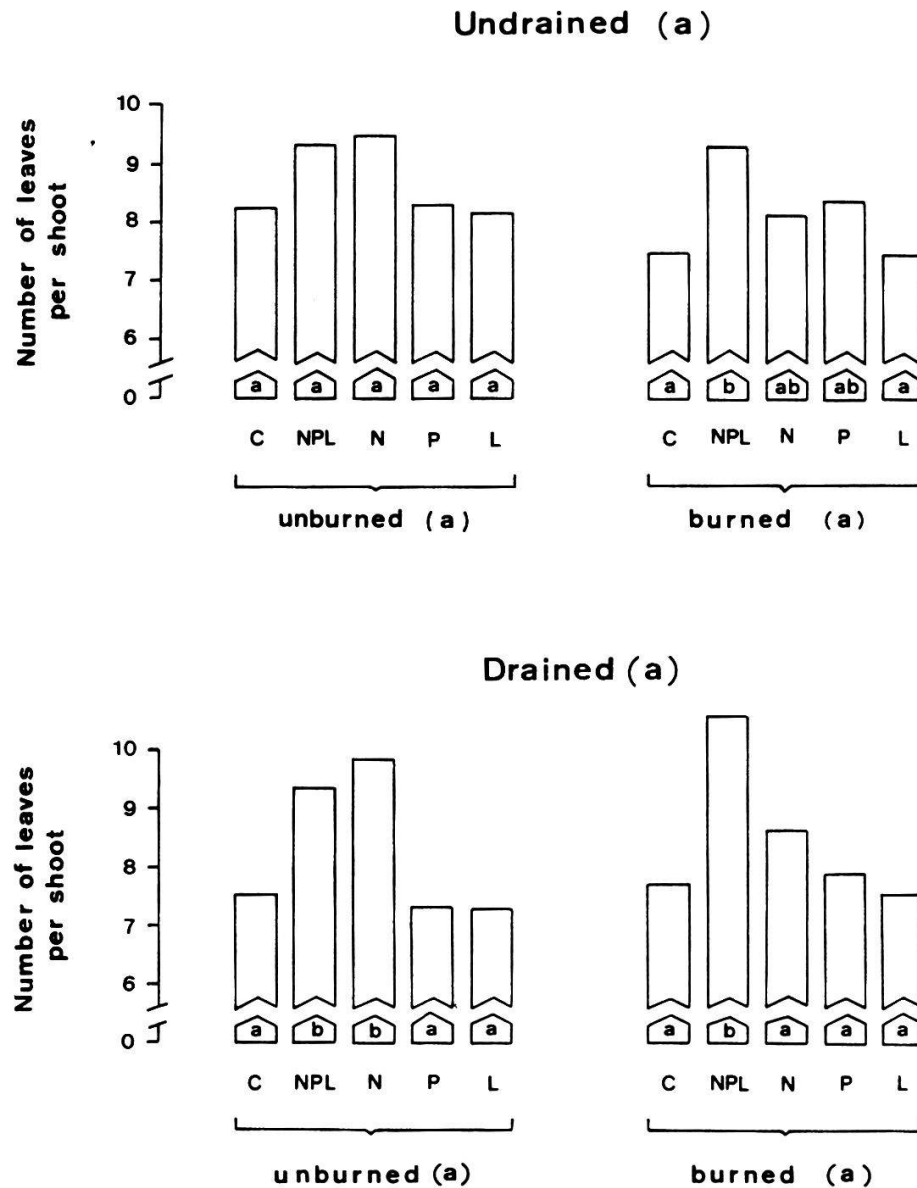 Undrained (a)
Number of leaves
per shoot
10
9
8
7
6
0
a a a a a
C NPL N P L
unburned (a)
a b ab ab a
C NPL N P L
burned (a)
Drained (a)
Number of leaves
per shoot
10
9
8
7
6
0
a b b a a
C NPL N P L
unburned (a)
a b a a a
C NPL N P L
burned (a)